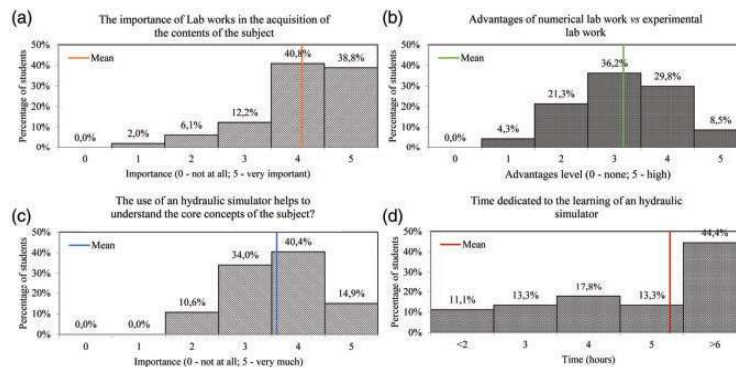 (a)
The importance of Lab works in the acquisition of
the contents of the subject
50%
40%
30%
20%
10%
0%
Percentage of students
Mean
0,0%
2,0%
6,1%
12,2%
40,8%
38,8%
0 1 2 3 4 5
Importance (0 - not at all; 5 - very important)
(b)
Advantages of numerical lab work vs experimental
lab work
50%
40%
30%
20%
10%
0%
Percentage of students
Mean
0,0%
4,3%
21,3%
36,2%
29,8%
8,5%
0 1 2 3 4 5
Advantages level (0 - none; 5 - high)
(c)
The use of an hydraulic simulator helps to
understand the core concepts of the subject?
50%
40%
30%
20%
10%
0%
Percentage of students
Mean
0,0%
0,0%
10,6%
34,0%
40,4%
14,9%
0 1 2 3 4 5
Importance (0 - not at all; 5 - very much)
(d)
Time dedicated to the learning of an hydraulic
simulator
50%
40%
30%
20%
10%
0%
Percentage of students
Mean
11,1%
13,3%
17,8%
13,3%
44,4%
<2 3 4 5 >6
Time (hours)